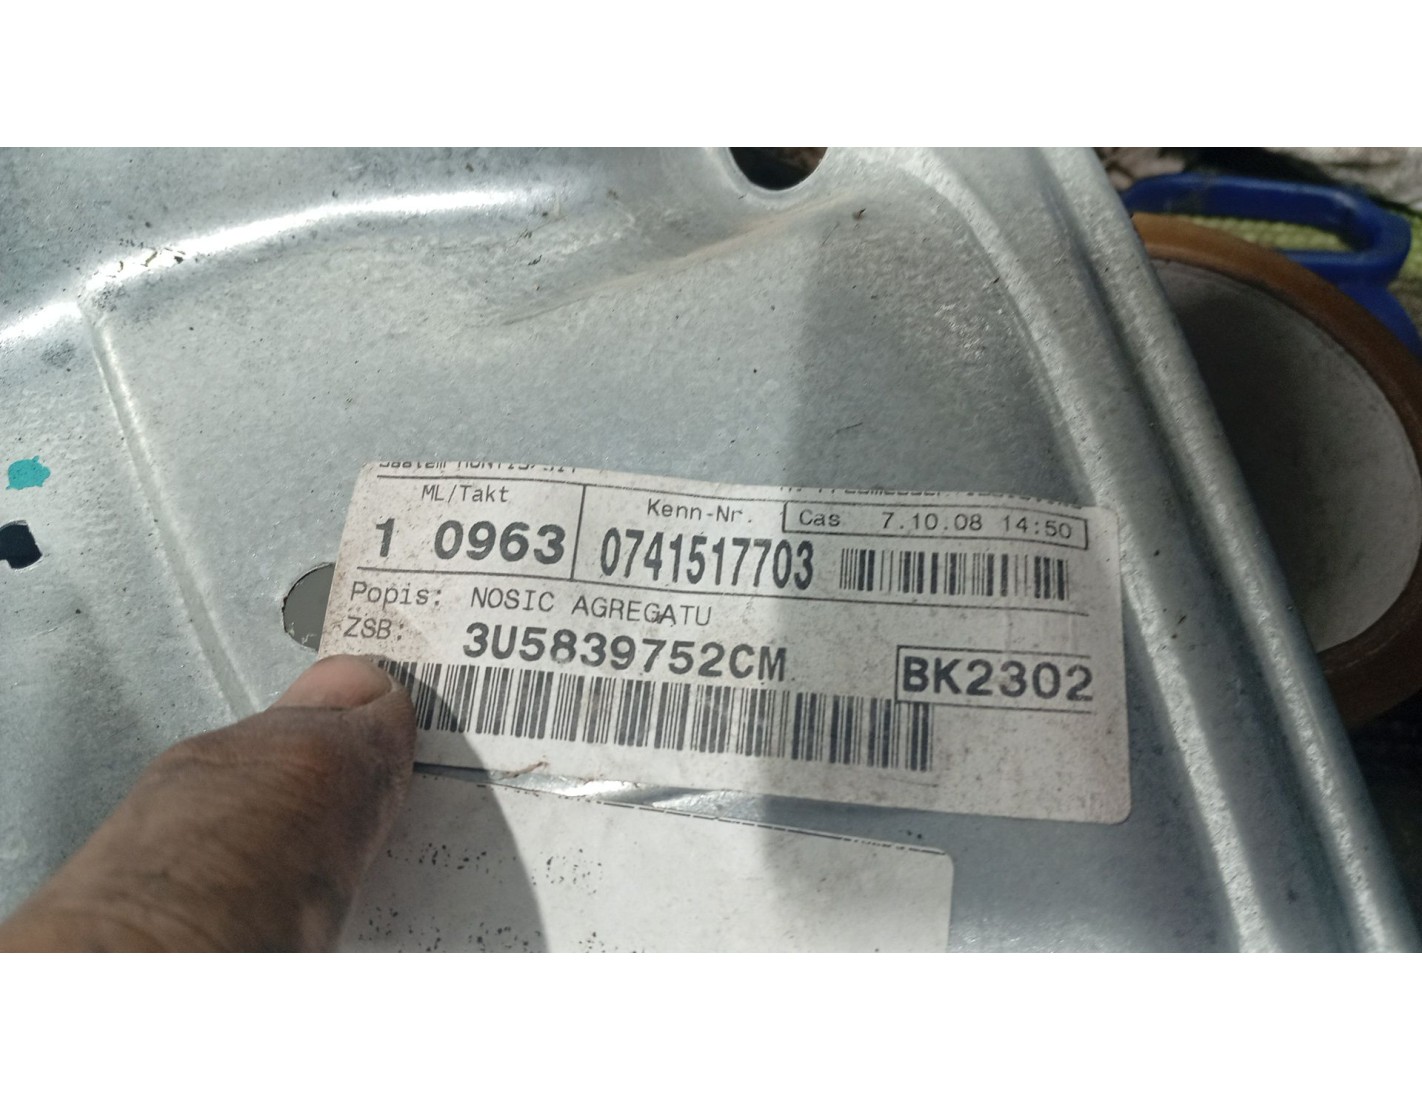 ML/Takt
Kenn-Nr.
Cas 7.10.08 14:50
1 0963
0741517703
Popis: NOSIC AGREGATU
ZSB: 3U5839752CM
BK2302